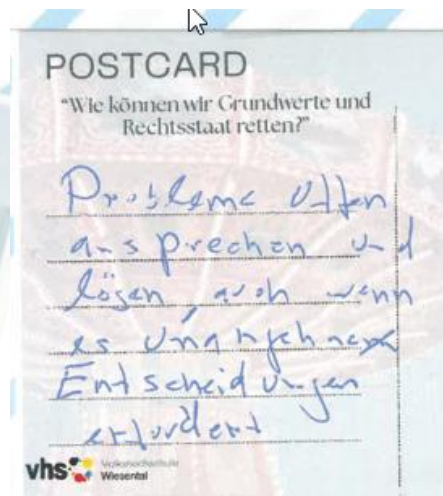 POSTCARD
“Wie können wir Grundwerte und
Rechtsstaat retten?”
Probleme offen
ansprechen und
lösen, auch wenn
es unangenehme
Entscheidungen
erfordert
vhs Volkshochschule
Wiesental